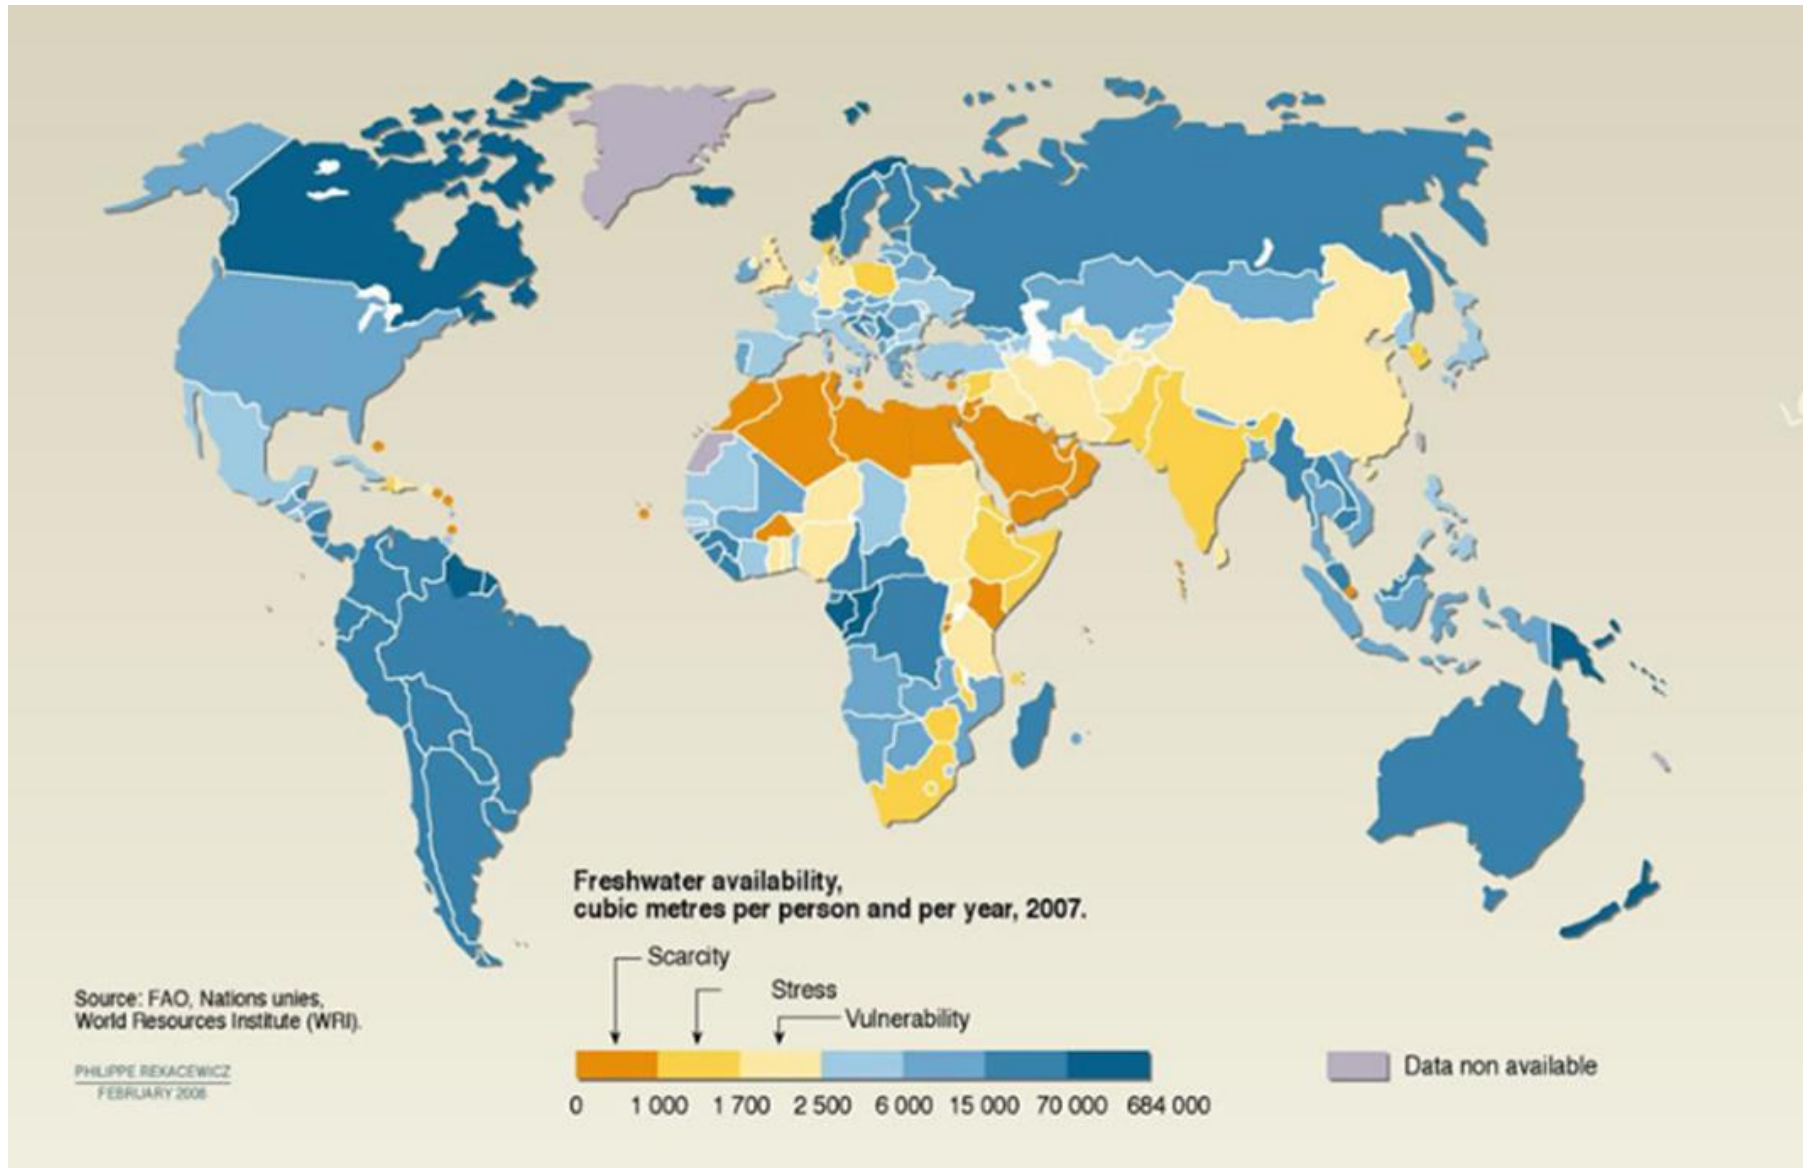 Freshwater availability,
cubic metres per person and per year, 2007.
Scarcity
Stress
Vulnerability
0 1 000 1 700 2 500 6 000 15 000 70 000 684 000
Data non available
Source: FAO, Nations unies,
World Resources Institute (WRI).
PHILIPPE REKACEWICZ
FEBRUARY 2006